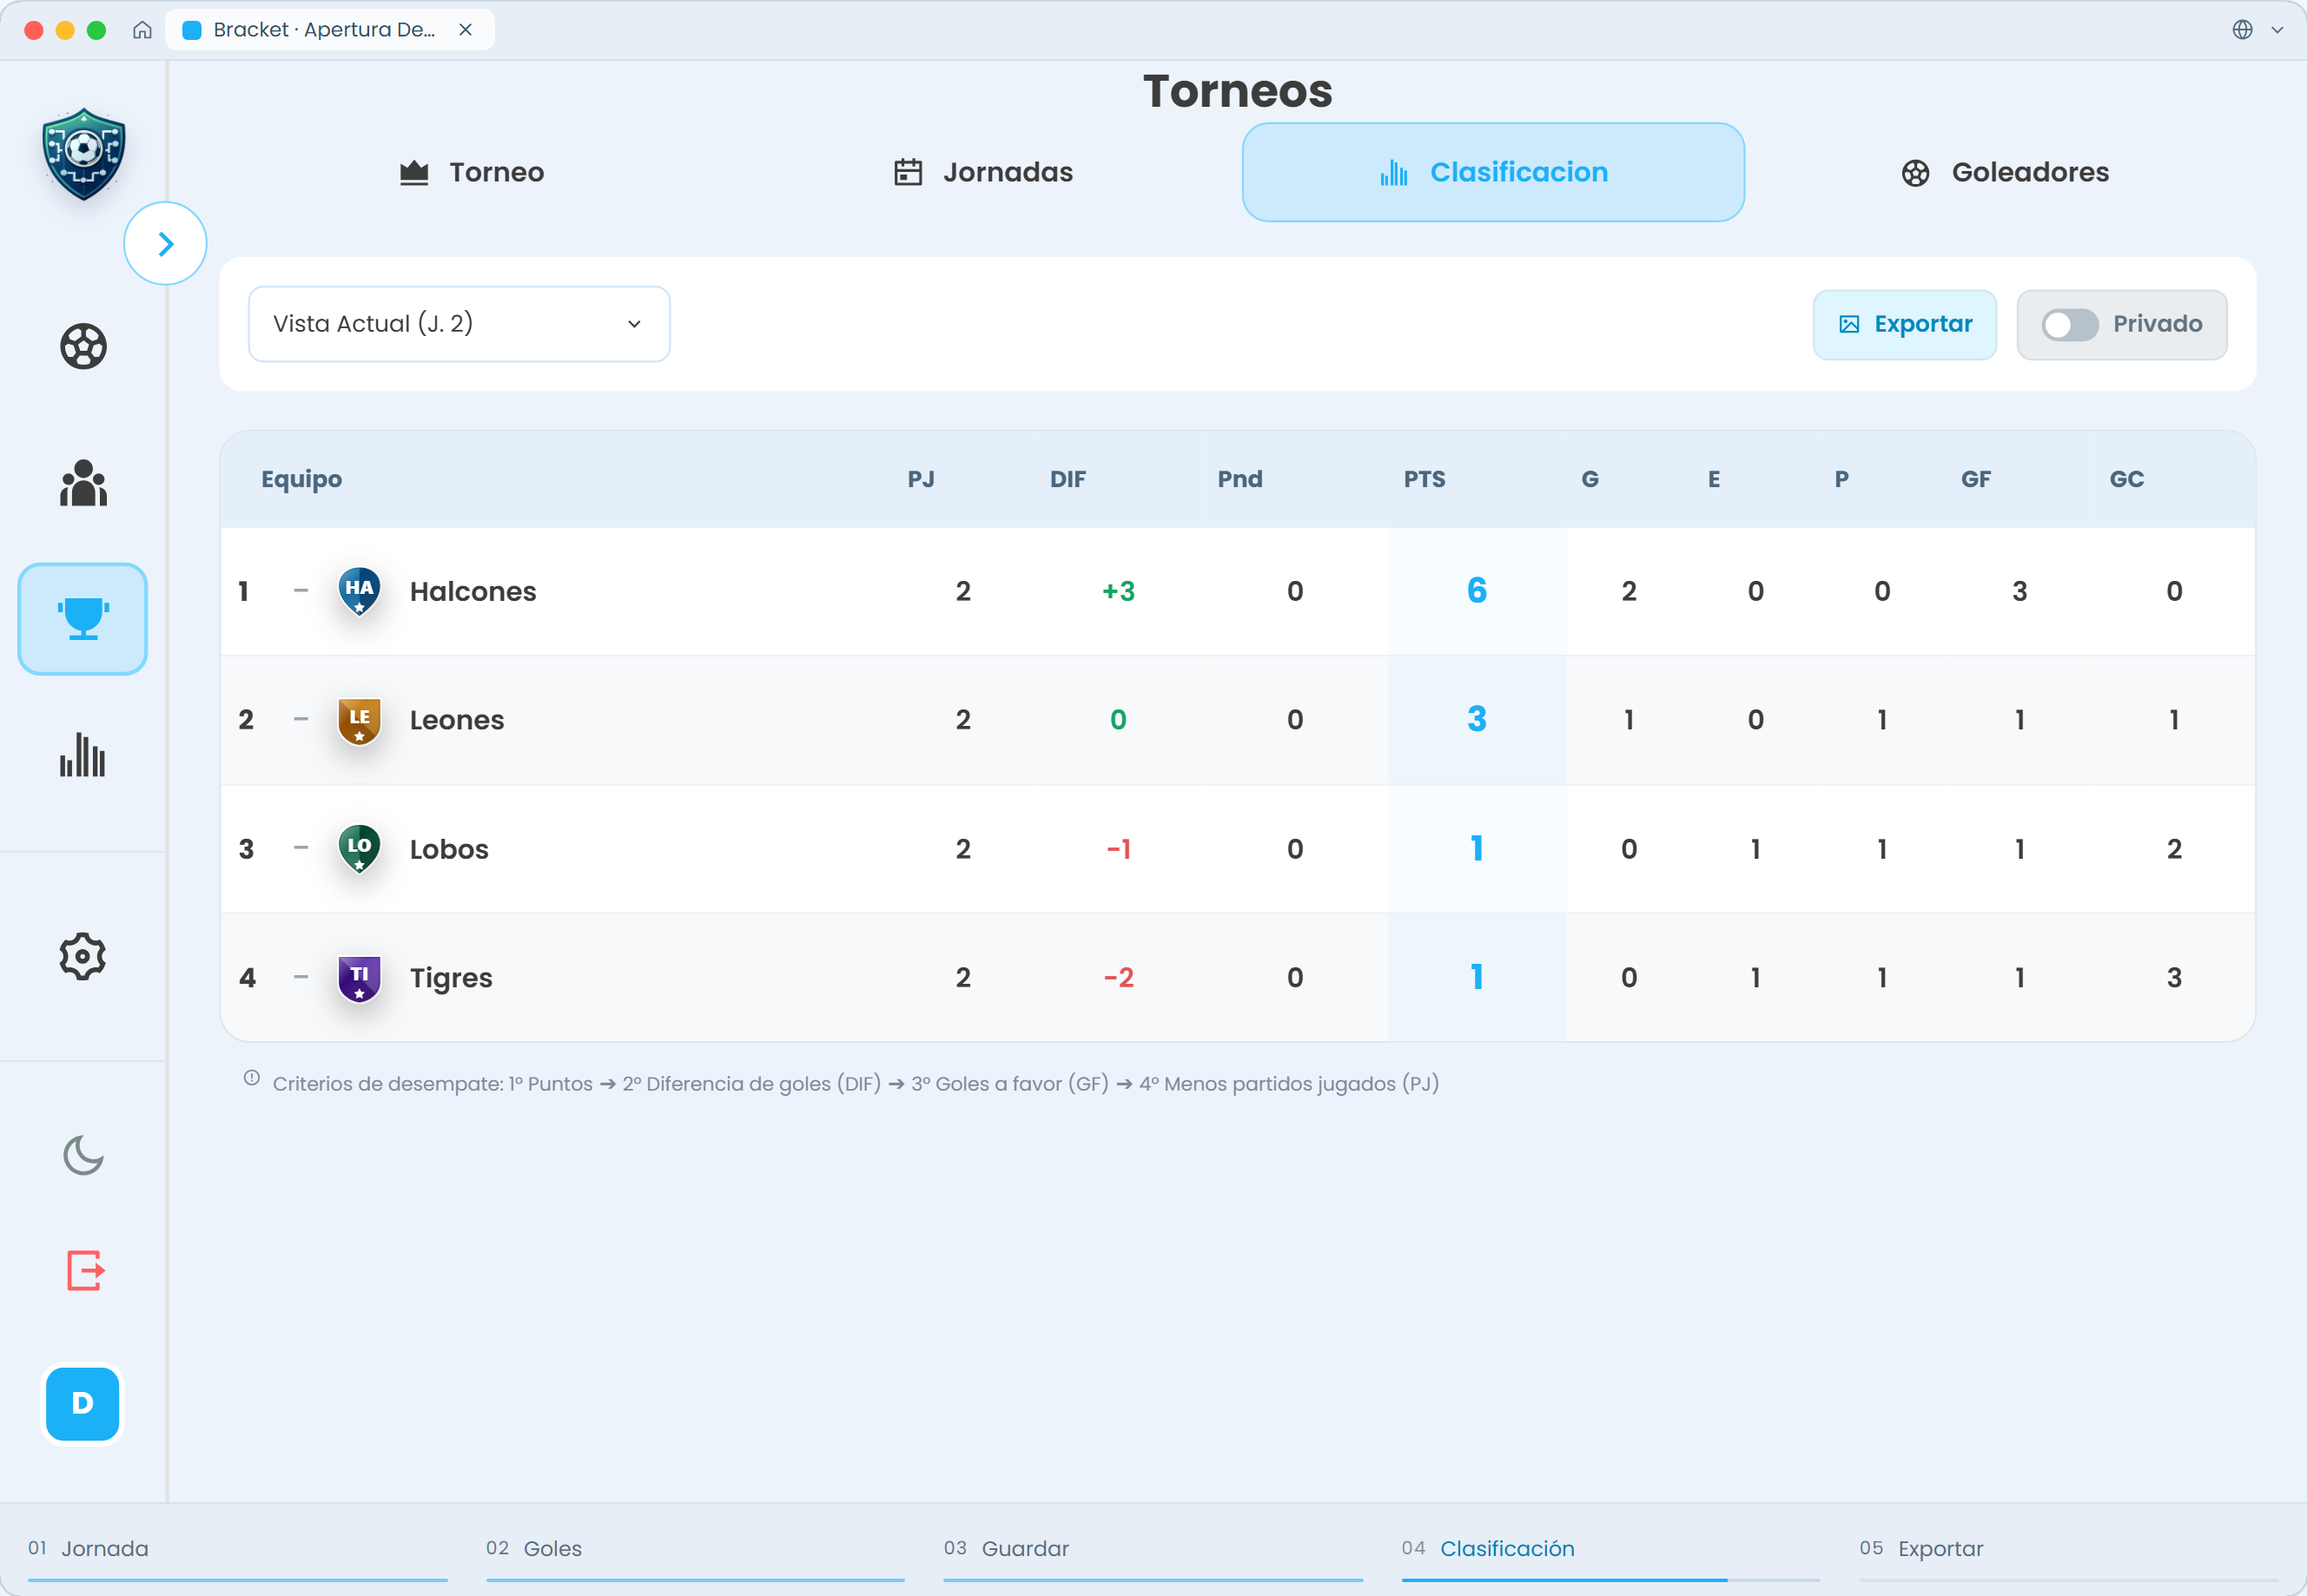 Bracket · Apertura De...
Torneos
Torneo Jornadas Clasificacion Goleadores
Vista Actual (J. 2) Exportar Privado
Equipo PJ DIF Pnd PTS G E P GF GC
1 – HA Halcones 2 +3 0 6 2 0 0 3 0
2 – LE Leones 2 0 0 3 1 0 1 1 1
3 – LO Lobos 2 -1 0 1 0 1 1 1 2
4 – TI Tigres 2 -2 0 1 0 1 1 1 3
Criterios de desempate: 1º Puntos ➔ 2º Diferencia de goles (DIF) ➔ 3º Goles a favor (GF) ➔ 4º Menos partidos jugados (PJ)
D
01 Jornada 02 Goles 03 Guardar 04 Clasificación 05 Exportar